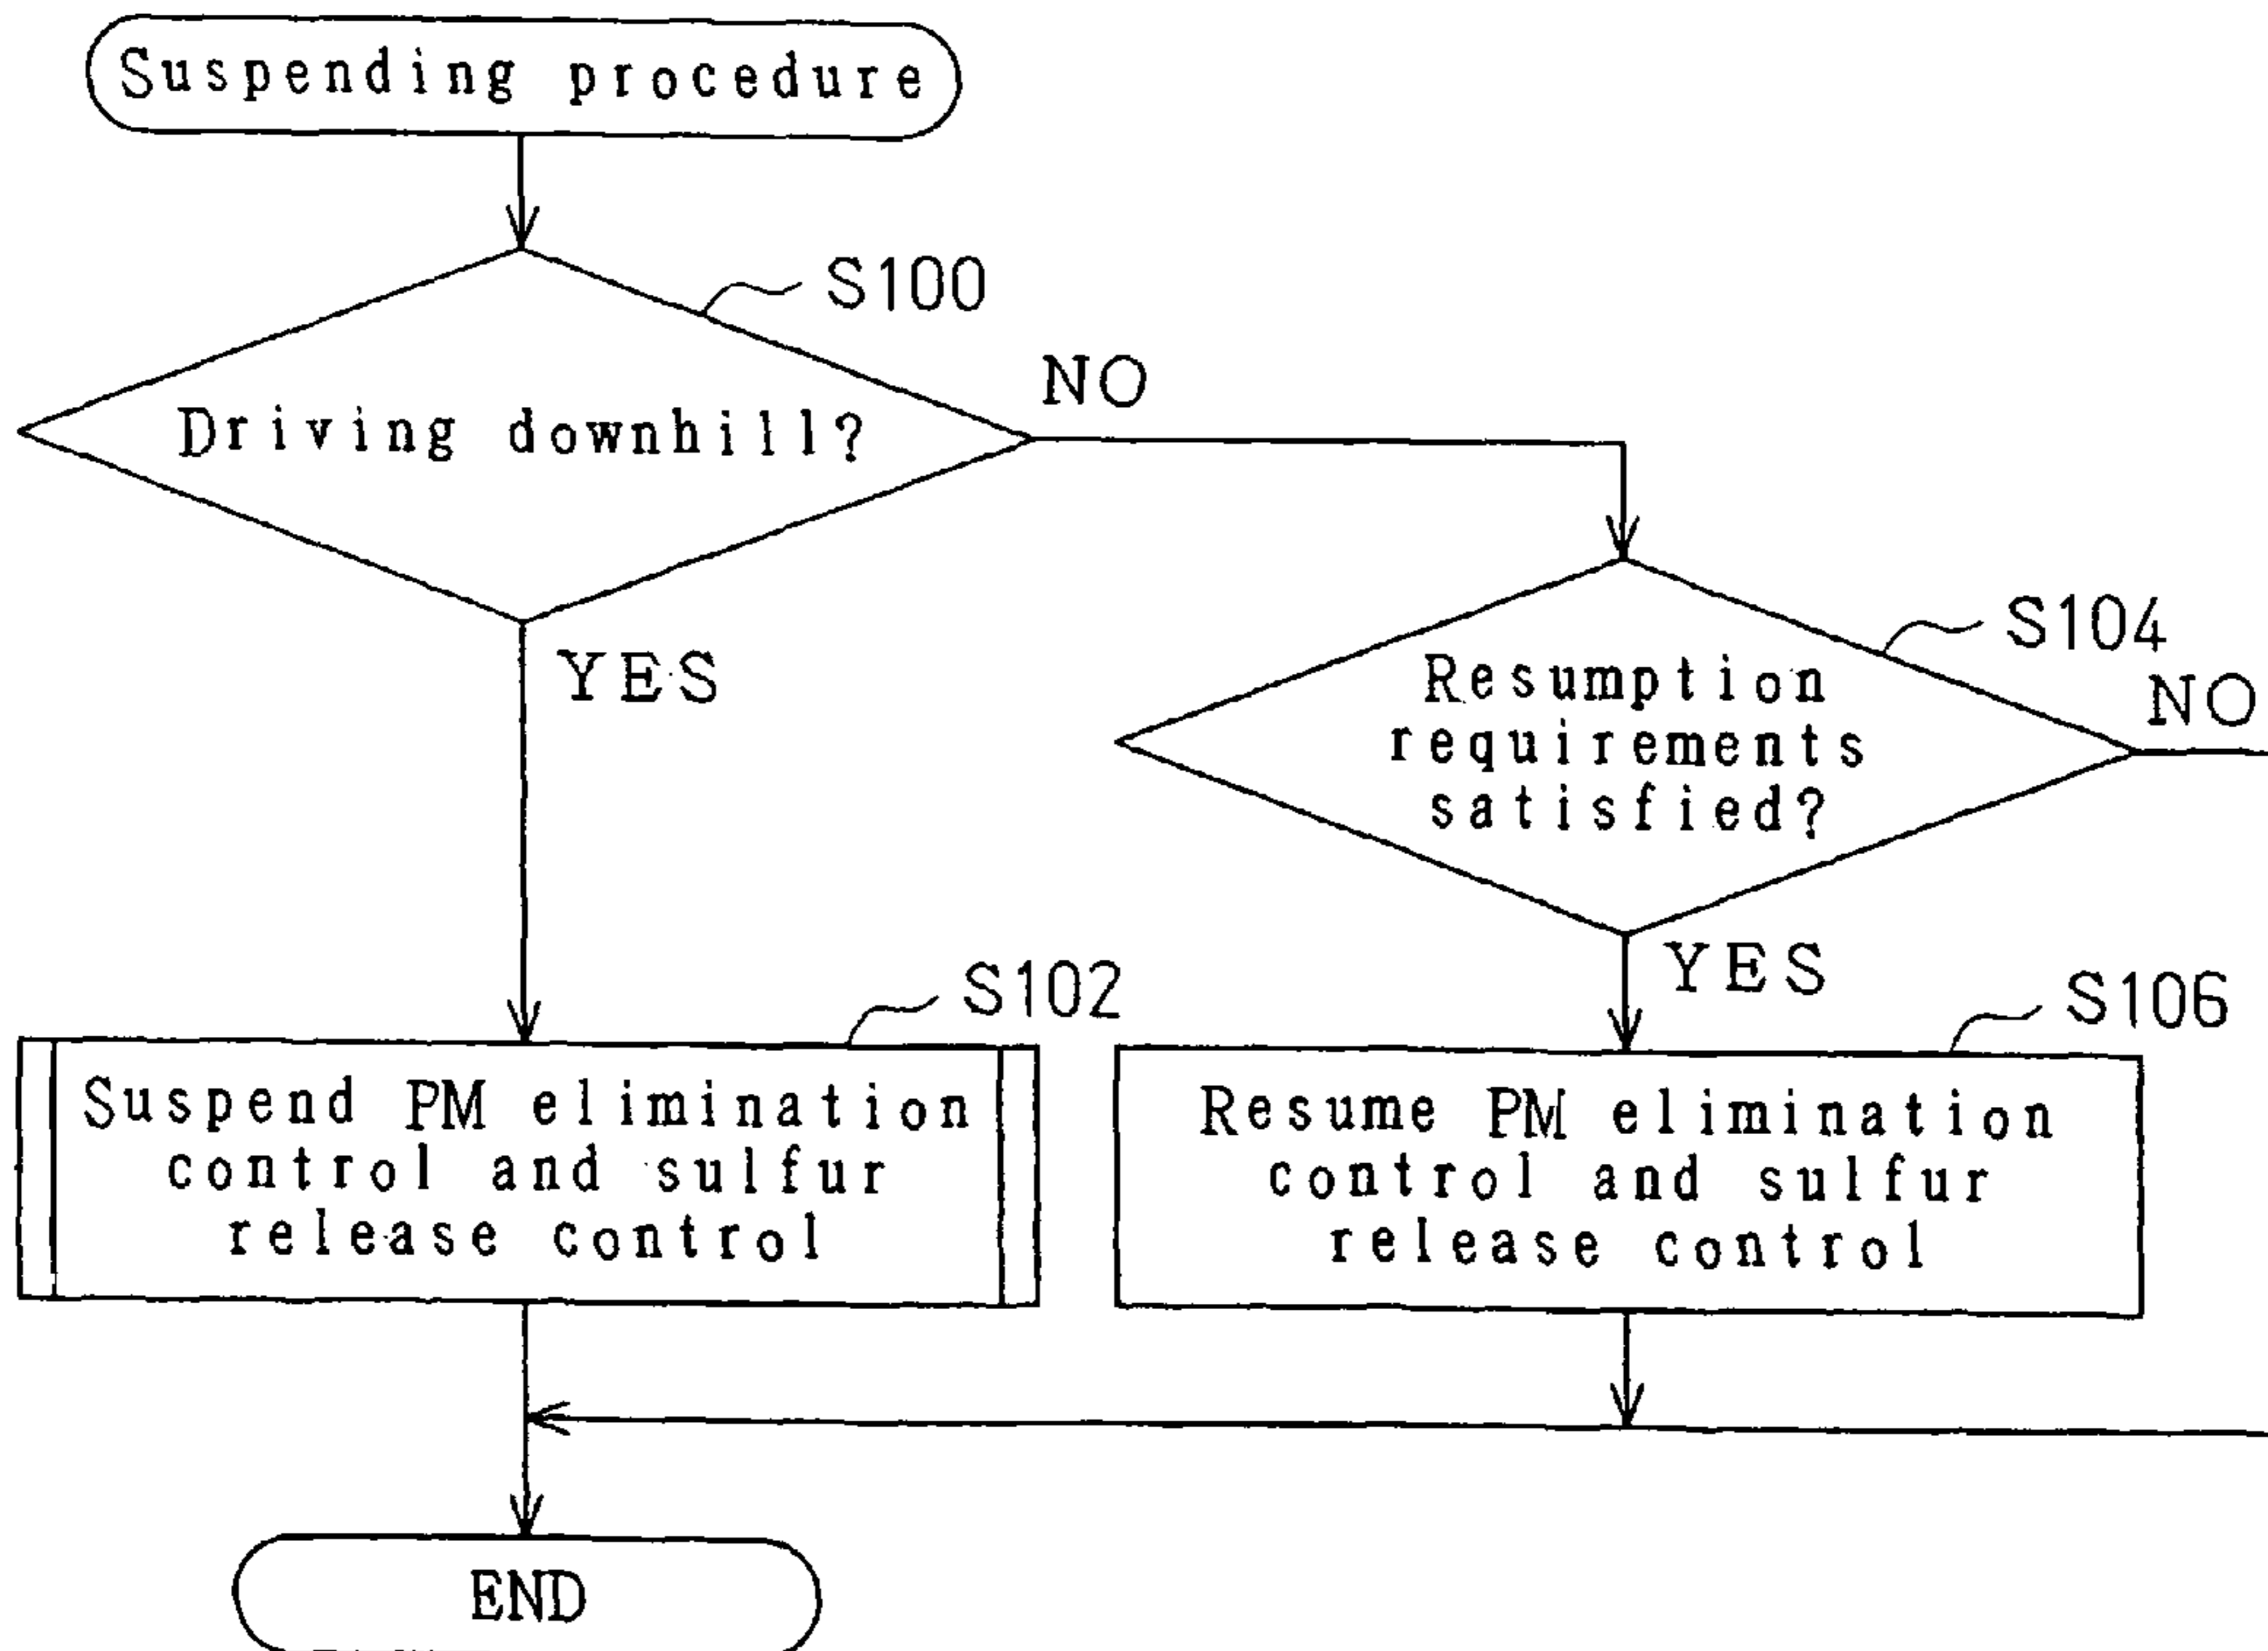 Suspending procedure
S100
Driving downhill?
NO
YES
S104
Resumption
requirements
satisfied?
NO
YES
S102
Suspend PM elimination
control and sulfur
release control
S106
Resume PM elimination
control and sulfur
release control
END